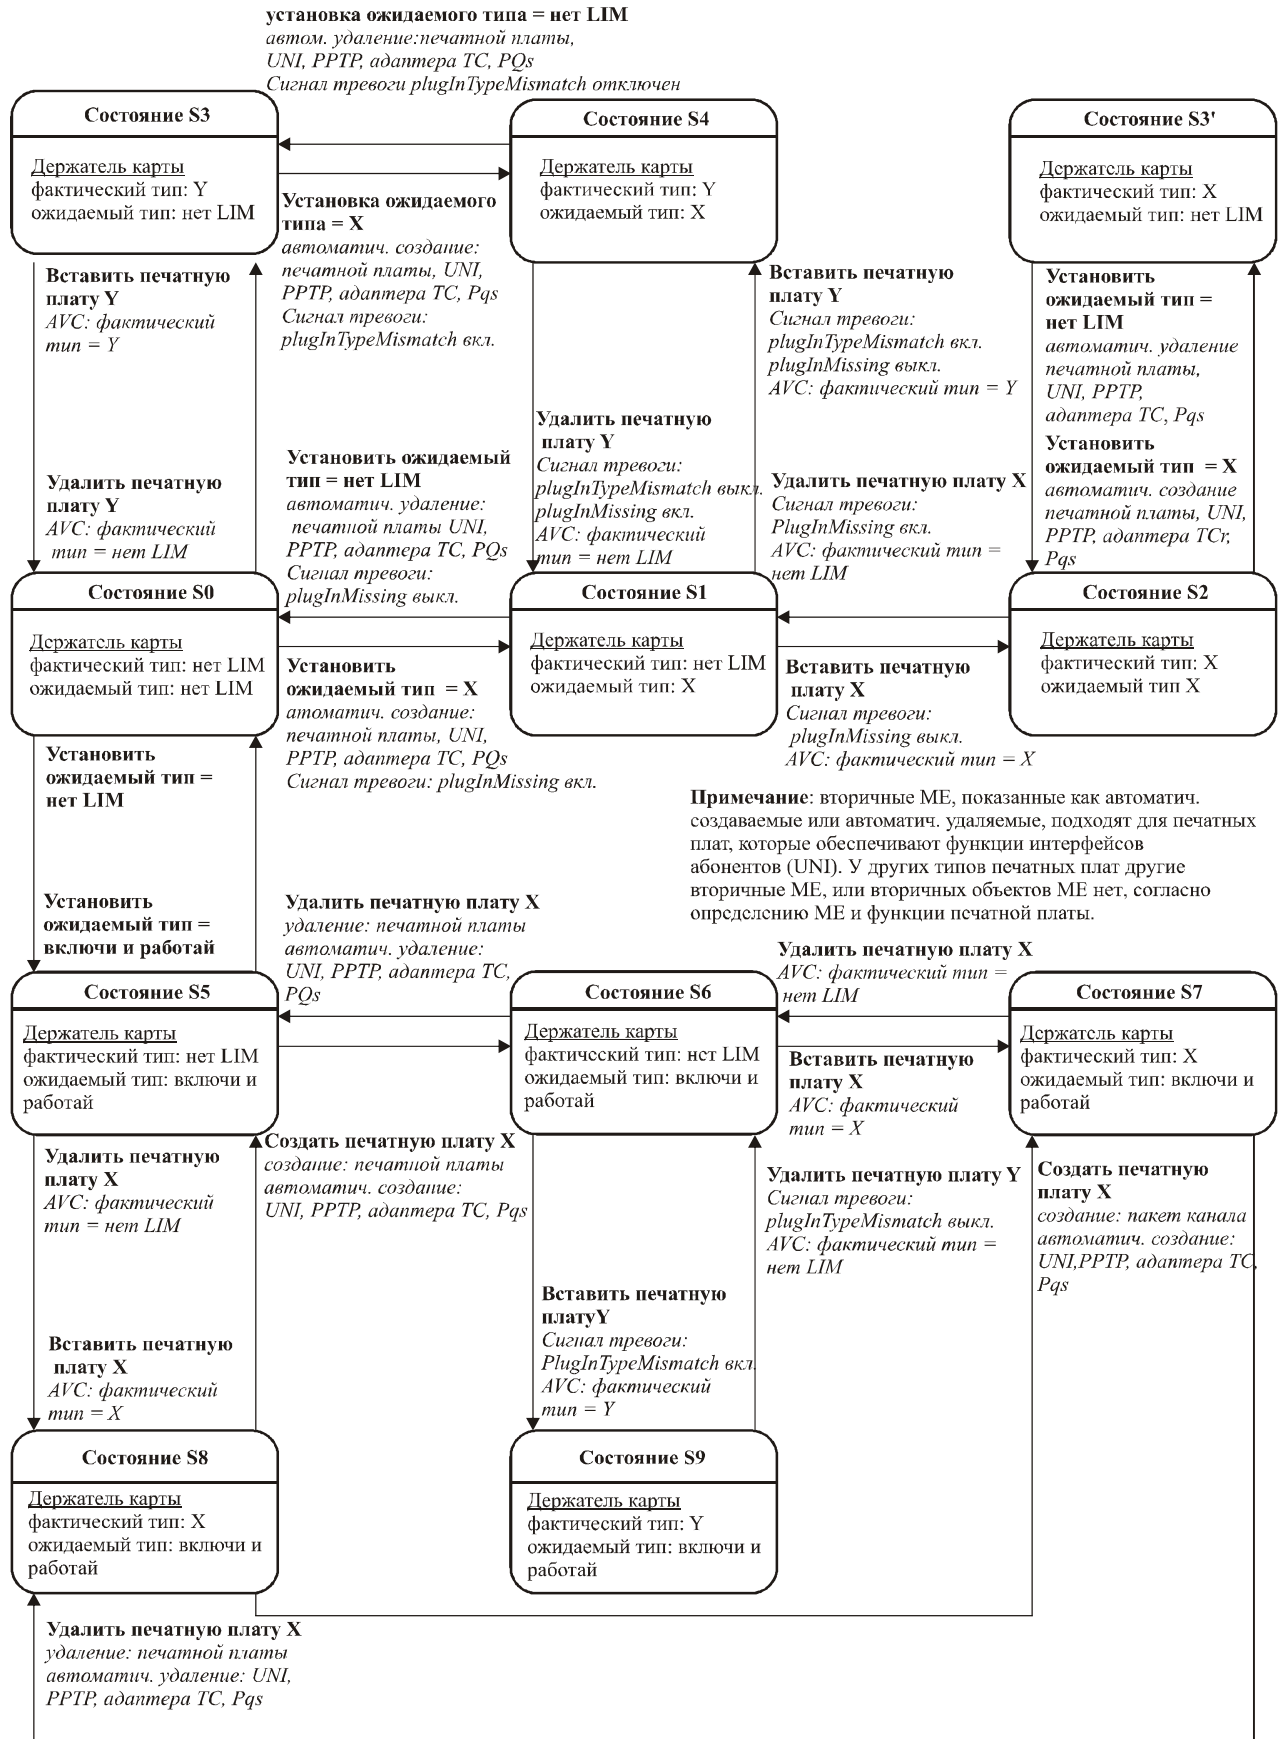 установка ожидаемого типа = нет LIM
автом. удаление:печатной платы,
UNI, PPTP, адаптера TC, PQs
Сигнал тревоги plugInTypeMismatch отключен
Состояние S3
Держатель карты
фактический тип: Y
ожидаемый тип: нет LIM
Состояние S4
Держатель карты
фактический тип: Y
ожидаемый тип: X
Состояние S3'
Держатель карты
фактический тип: X
ожидаемый тип: нет LIM
Установка ожидаемого
типа = X
автоматич. создание:
печатной платы, UNI,
PPTP, адаптера TC, Pqs
Сигнал тревоги:
plugInTypeMismatch вкл.
Вставить печатную
плату Y
AVC: фактический
тип = Y
Удалить печатную
плату Y
AVC: фактический
тип = нет LIM
Вставить печатную
плату Y
Сигнал тревоги:
plugInTypeMismatch вкл.
plugInMissing выкл.
AVC: фактический тип = Y
Установить
ожидаемый тип =
нет LIM
автоматич. удаление
печатной платы,
UNI, PPTP,
адаптера TC, Pqs
Установить
ожидаемый тип = X
автоматич. создание
печатной платы, UNI,
PPTP, адаптера TCr,
Pqs
Установить ожидаемый
тип = нет LIM
автоматич. удаление:
печатной платы UNI,
PPTP, адаптера TC, PQs
Сигнал тревоги:
plugInMissing выкл.
Удалить печатную
плату Y
Сигнал тревоги:
plugInTypeMismatch выкл.
plugInMissing вкл.
AVC: фактический
тип = нет LIM
Удалить печатную плату X
Сигнал тревоги:
PlugInMissing вкл.
AVC: фактический тип =
нет LIM
Состояние S0
Держатель карты
фактический тип: нет LIM
ожидаемый тип: нет LIM
Состояние S1
Держатель карты
фактический тип: нет LIM
ожидаемый тип: X
Состояние S2
Держатель карты
фактический тип: X
ожидаемый тип X
Установить
ожидаемый тип = X
атоматич. создание:
печатной платы, UNI,
PPTP, адаптера TC, PQs
Сигнал тревоги: plugInMissing вкл.
Вставить печатную
плату X
Сигнал тревоги:
plugInMissing выкл.
AVC: фактический тип = X
Установить
ожидаемый тип =
нет LIM
Установить
ожидаемый тип =
включи и работай
Примечание: вторичные ME, показанные как автоматич.
создаваемые или автоматич. удаляемые, подходят для печатных
плат, которые обеспечивают функции интерфейсов
абонентов (UNI). У других типов печатных плат другие
вторичные ME, или вторичных объектов ME нет, согласно
определению ME и функции печатной платы.
Удалить печатную плату X
удаление: печатной платы
автоматич. удаление:
UNI, PPTP, адаптера TC,
PQs
Удалить печатную плату X
AVC: фактический тип =
нет LIM
Состояние S5
Держатель карты
фактический тип: нет LIM
ожидаемый тип: включи и
работай
Состояние S6
Держатель карты
фактический тип: нет LIM
ожидаемый тип: включи и
работай
Состояние S7
Держатель карты
фактический тип: X
ожидаемый тип: включи и
работай
Вставить печатную
плату X
AVC: фактический
тип = X
Удалить печатную
плату X
AVC: фактический
тип = нет LIM
Создать печатную плату X
создание: печатной платы
автоматич. создание:
UNI, PPTP, адаптера TC, Pqs
Удалить печатную плату Y
Сигнал тревоги:
plugInTypeMismatch выкл.
AVC: фактический тип =
нет LIM
Создать печатную
плату X
создание: пакет канала
автоматич. создание:
UNI,PPTP, адаптера TC,
Pqs
Вставить печатную
плату X
AVC: фактический
тип = X
Вставить печатную
платуY
Сигнал тревоги:
PlugInTypeMismatch вкл.
AVC: фактический
тип = Y
Состояние S8
Держатель карты
фактический тип: X
ожидаемый тип: включи и
работай
Состояние S9
Держатель карты
фактический тип: Y
ожидаемый тип: включи и
работай
Удалить печатную плату X
удаление: печатной платы
автоматич. удаление: UNI,
PPTP, адаптера TC, Pqs